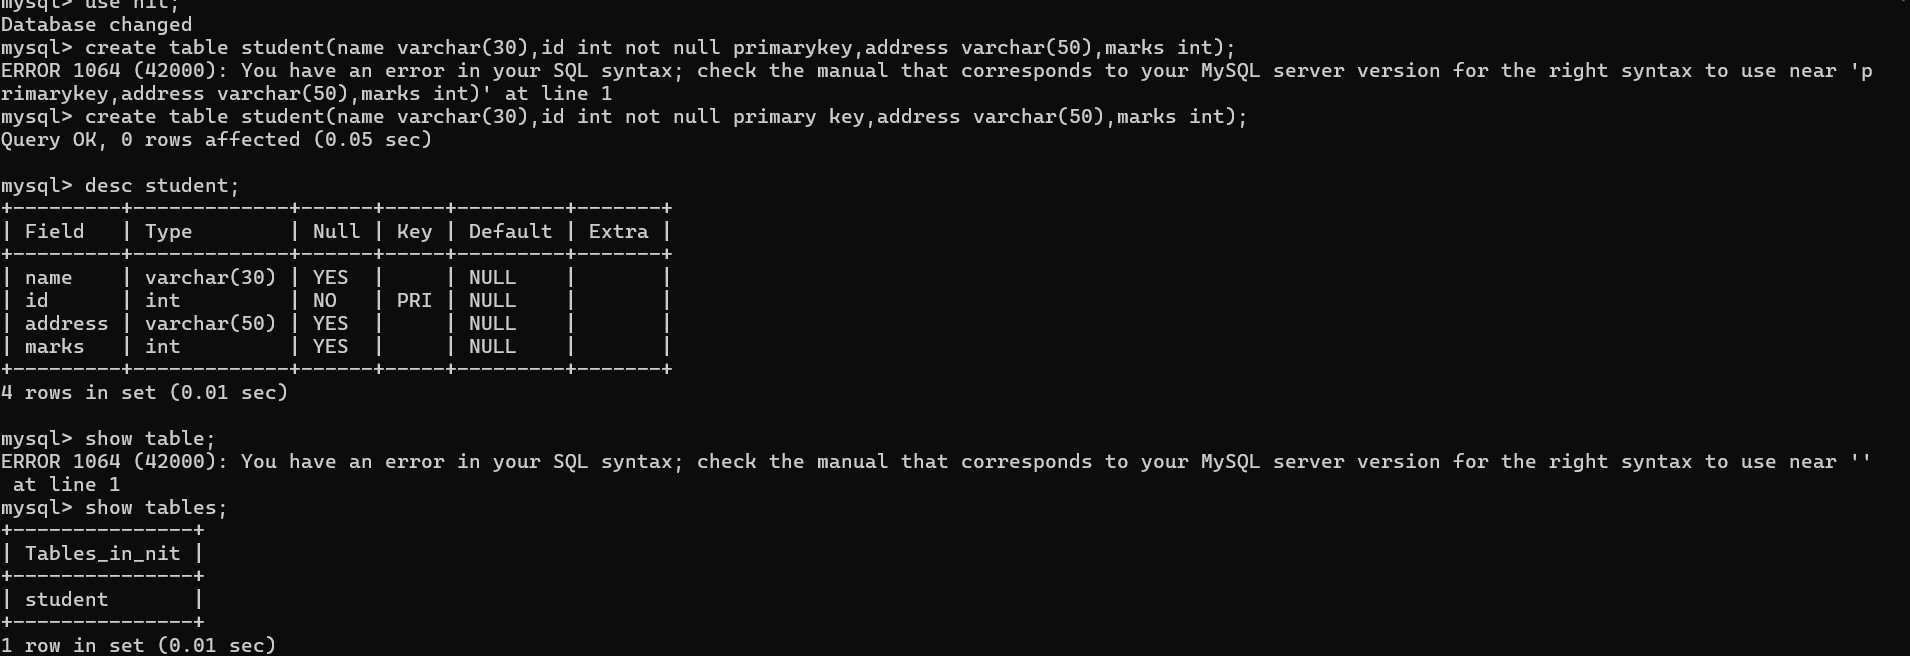 mysql> use nit;
Database changed
mysql> create table student(name varchar(30),id int not null primarykey,address varchar(50),marks int);
ERROR 1064 (42000): You have an error in your SQL syntax; check the manual that corresponds to your MySQL server version for the right syntax to use near 'p
rimarykey,address varchar(50),marks int)' at line 1
mysql> create table student(name varchar(30),id int not null primary key,address varchar(50),marks int);
Query OK, 0 rows affected (0.05 sec)

mysql> desc student;
+---------+-------------+------+-----+---------+-------+
| Field   | Type        | Null | Key | Default | Extra |
+---------+-------------+------+-----+---------+-------+
| name    | varchar(30) | YES  |     | NULL    |       |
| id      | int         | NO   | PRI | NULL    |       |
| address | varchar(50) | YES  |     | NULL    |       |
| marks   | int         | YES  |     | NULL    |       |
+---------+-------------+------+-----+---------+-------+
4 rows in set (0.01 sec)

mysql> show table;
ERROR 1064 (42000): You have an error in your SQL syntax; check the manual that corresponds to your MySQL server version for the right syntax to use near ''
 at line 1
mysql> show tables;
+---------------+
| Tables_in_nit |
+---------------+
| student       |
+---------------+
1 row in set (0.01 sec)